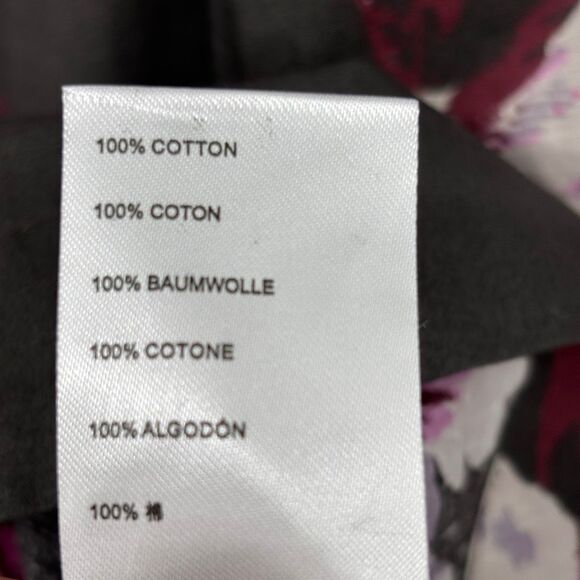 100% COTTON
100% COTON
100% BAUMWOLLE
100% COTONE
100% ALGODÓN
100% 棉